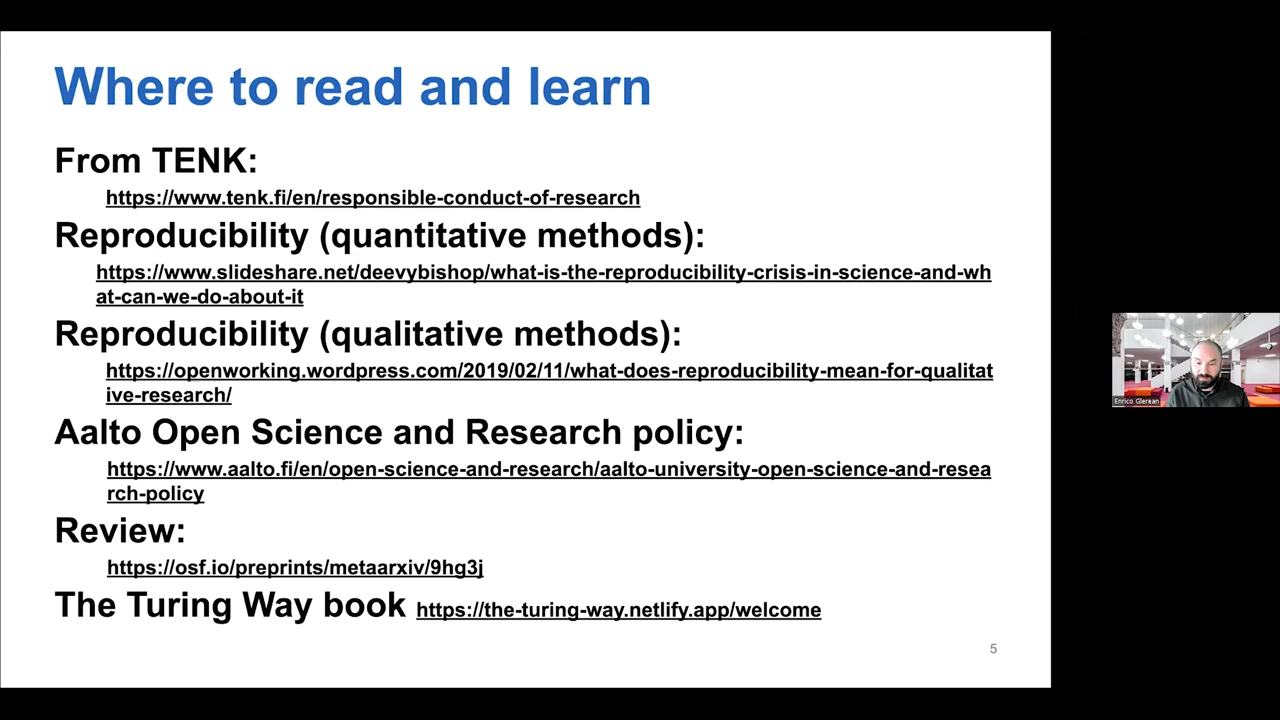 Where to read and learn
From TENK:
https://www.tenk.fi/en/responsible-conduct-of-research
Reproducibility (quantitative methods):
https://www.slideshare.net/deevybishop/what-is-the-reproducibility-crisis-in-science-and-wh
at-can-we-do-about-it
Reproducibility (qualitative methods):
https://openworking.wordpress.com/2019/02/11/what-does-reproducibility-mean-for-qualitat
ive-research/
Aalto Open Science and Research policy:
https://www.aalto.fi/en/open-science-and-research/aalto-university-open-science-and-resea
rch-policy
Review:
https://osf.io/preprints/metaarxiv/9hg3j
The Turing Way book https://the-turing-way.netlify.app/welcome
5
Enrico Glerean